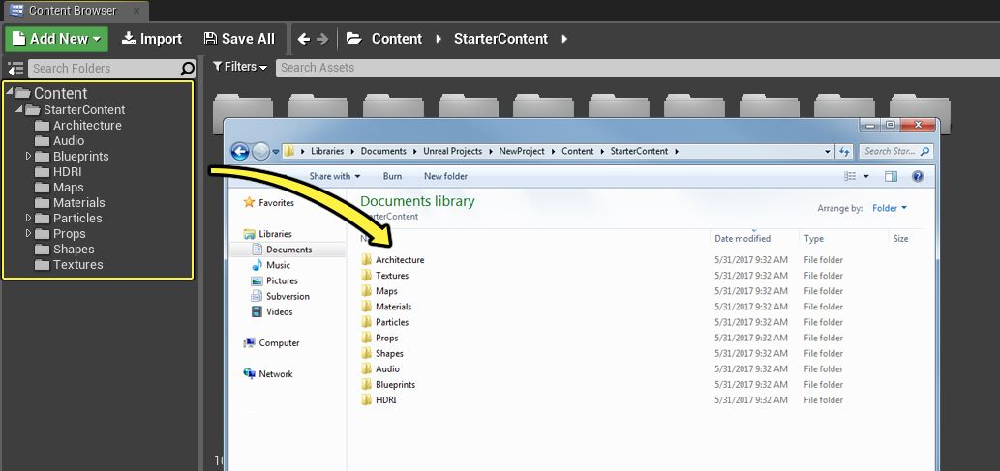 Content Browser
Add New
Import
Save All
Content
StarterContent
Search Folders
Filters
Search Assets
Content
StarterContent
Architecture
Audio
Blueprints
HDRI
Maps
Materials
Particles
Props
Shapes
Textures
Libraries
Documents
Unreal Projects
NewProject
Content
StarterContent
Search Star...
Share with
Burn
New folder
Favorites
Libraries
Documents
Music
Pictures
Subversion
Videos
Computer
Network
Documents library
Arrange by: Folder
Date modified
Type
Size
Architecture 5/31/2017 9:32 AM File folder
Textures 5/31/2017 9:32 AM File folder
Maps 5/31/2017 9:32 AM File folder
Materials 5/31/2017 9:32 AM File folder
Particles 5/31/2017 9:32 AM File folder
Props 5/31/2017 9:32 AM File folder
Shapes 5/31/2017 9:32 AM File folder
Audio 5/31/2017 9:32 AM File folder
Blueprints 5/31/2017 9:32 AM File folder
HDRI 5/31/2017 9:32 AM File folder